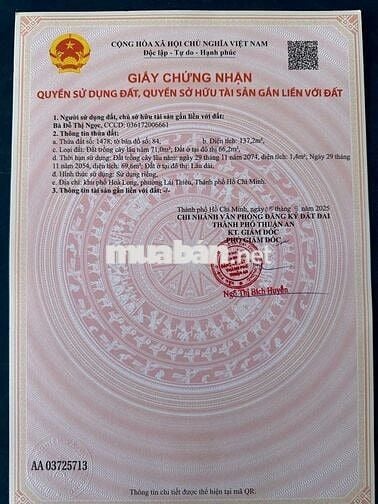 CỘNG HÒA XÃ HỘI CHỦ NGHĨA VIỆT NAM
Độc lập - Tự do - Hạnh phúc
GIẤY CHỨNG NHẬN
QUYỀN SỬ DỤNG ĐẤT, QUYỀN SỞ HỮU TÀI SẢN GẮN LIỀN VỚI ĐẤT
1. Người sử dụng đất, chủ sở hữu tài sản gắn liền với đất:
Bà Đỗ Thị Ngọc, CCCD: 036172006661
2. Thông tin thửa đất:
a. Thửa đất số: 1478; tờ bản đồ số: 84, b. Diện tích: 137,2m²,
c. Loại đất: Đất trồng cây lâu năm 71,0m², Đất ở tại đô thị 66,2m²,
d. Thời hạn sử dụng: Đất trồng cây lâu năm: ngày 29 tháng 11 năm 2074, diện tích: 1,4m², Ngày 29 tháng
11 năm 2054, diện tích: 69,6m²; Đất ở tại đô thị: Lâu dài,
đ. Hình thức sử dụng: Sử dụng riêng,
e. Địa chỉ: khu phố Hoà Long, phường Lái Thiêu, Thành phố Hồ Chí Minh.
3. Thông tin tài sản gắn liền với đất: -/-
Thành phố Hồ Chí Minh, ngày tháng 9 năm 2025
CHI NHÁNH VĂN PHÒNG ĐĂNG KÝ ĐẤT ĐAI
THÀNH PHỐ THUẬN AN
KT. GIÁM ĐỐC
PHÓ GIÁM ĐỐC
muaban.net
Ngô Thị Bích Huyền
AA 03725713
Thông tin chi tiết được thể hiện tại mã QR.